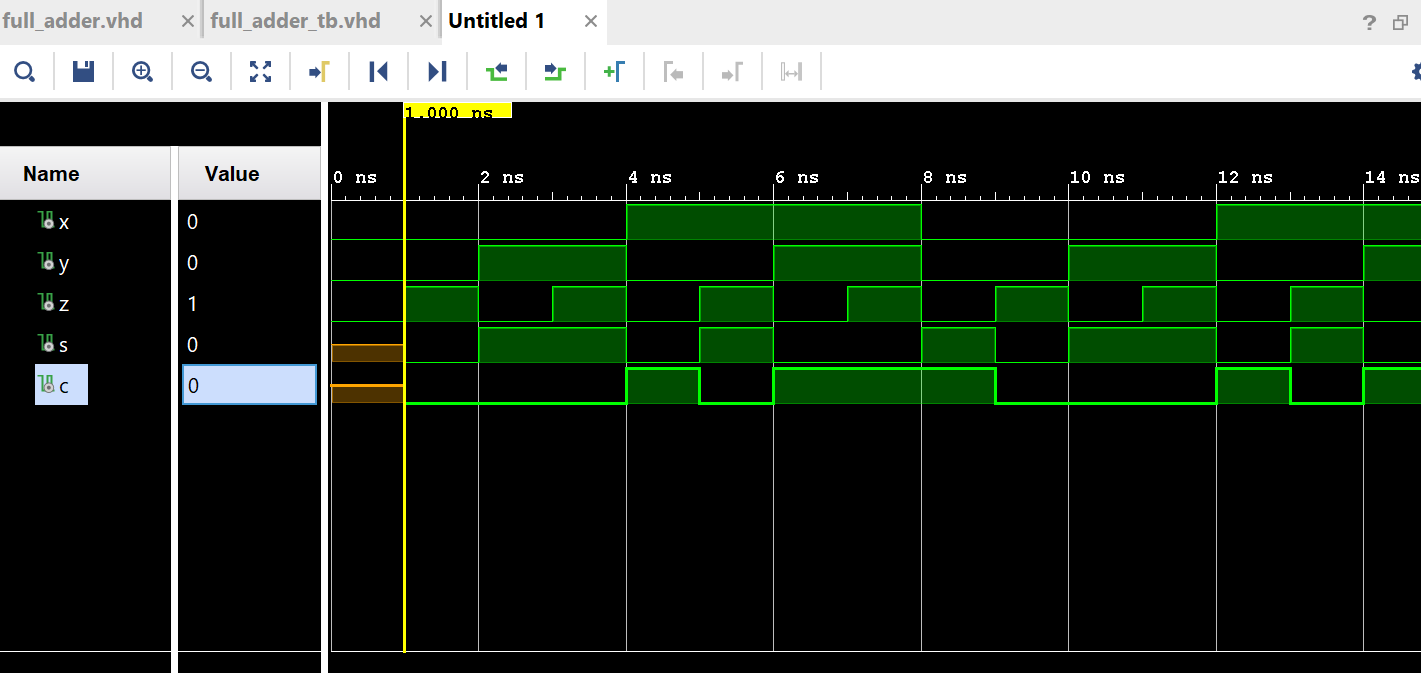 full_adder.vhd full_adder_tb.vhd Untitled 1 ?
1.000 ns
Name Value
0 ns 2 ns 4 ns 6 ns 8 ns 10 ns 12 ns 14 ns
x 0
y 0
z 1
s 0
c 0